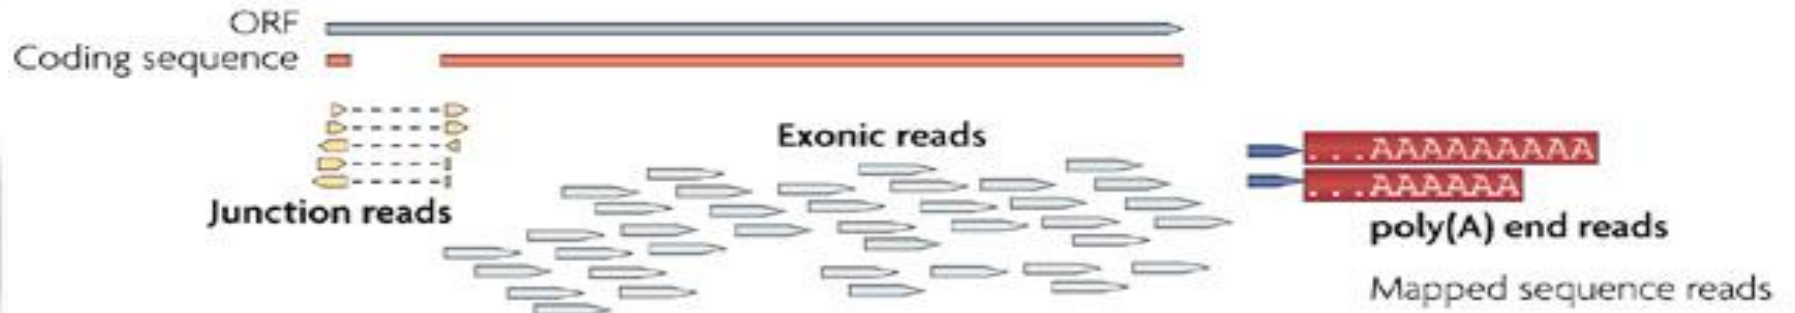 ORF
Coding sequence
Exonic reads
...AAAAAAAAA
...AAAAAA
Junction reads
poly(A) end reads
Mapped sequence reads